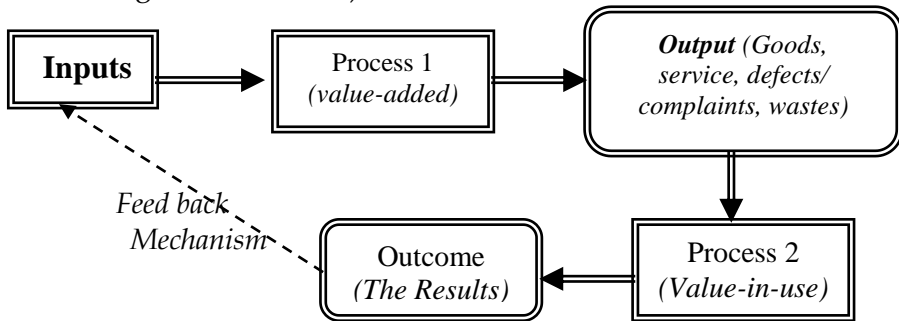 Inputs
Process 1
(value-added)
Output (Goods,
service, defects/
complaints, wastes)
Feed back
Mechanism
Outcome
(The Results)
Process 2
(Value-in-use)